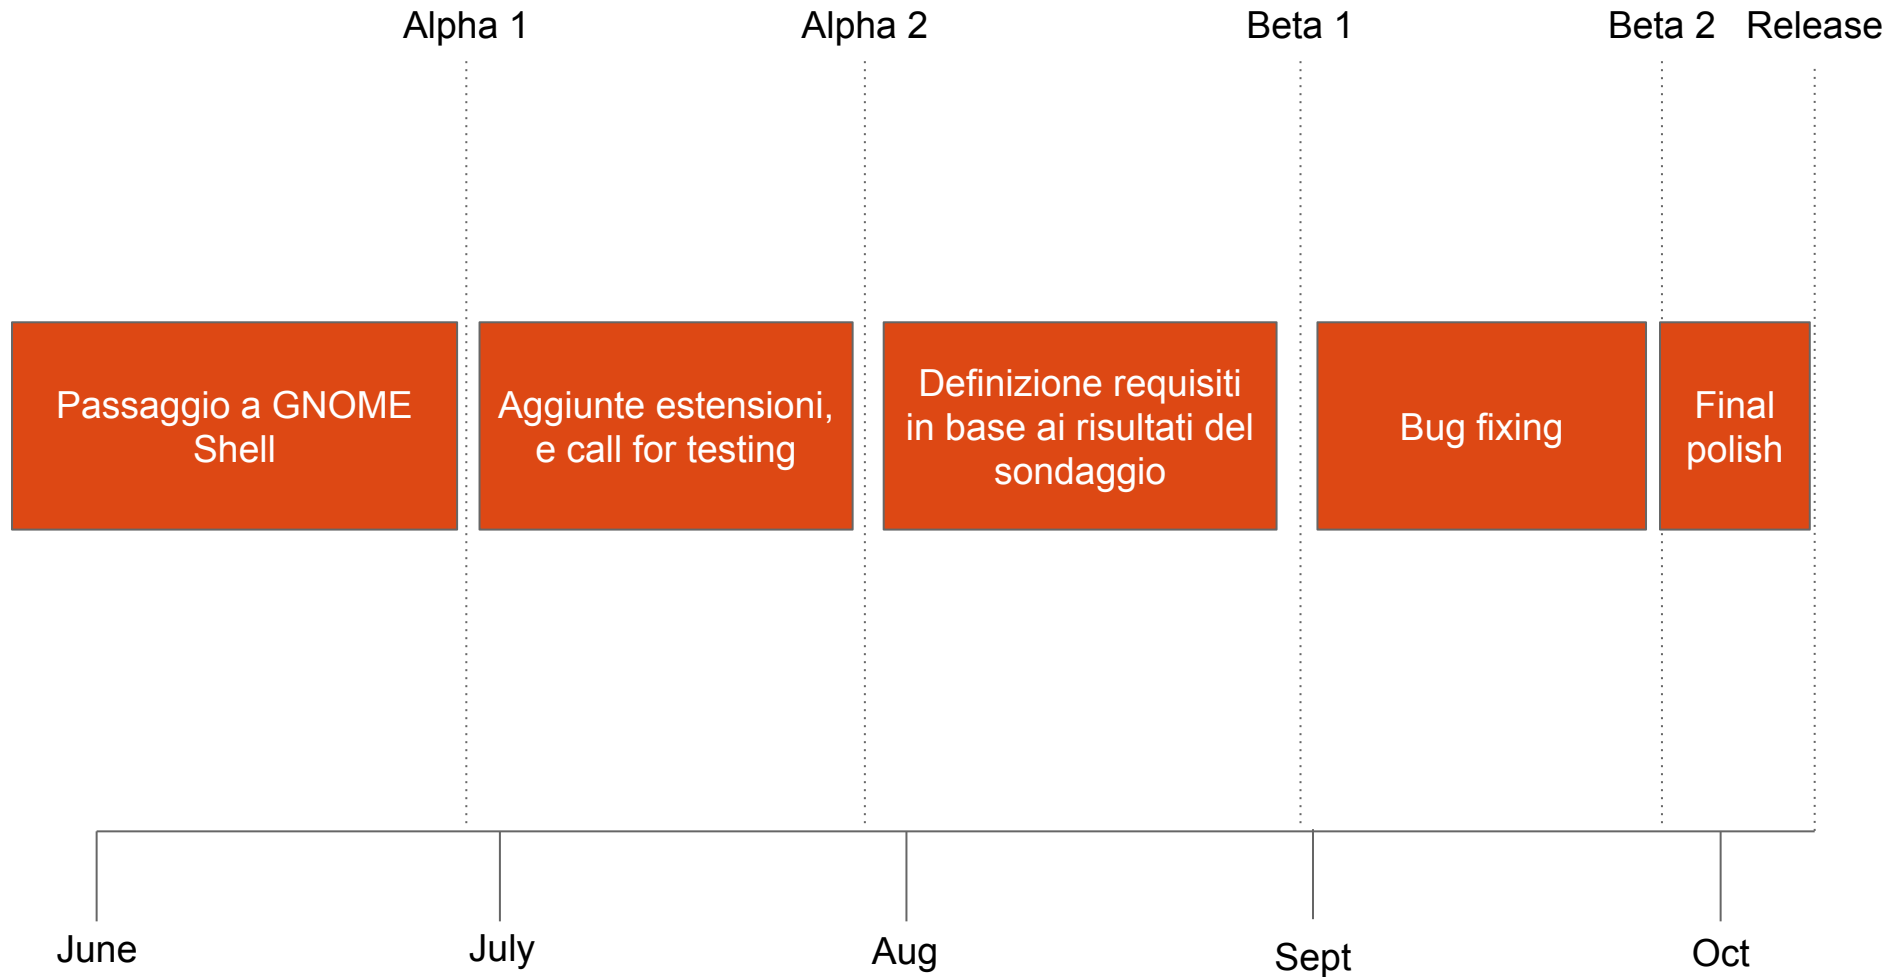 Alpha 1
Alpha 2
Beta 1
Beta 2
Release
Passaggio a GNOME
Shell
Aggiunte estensioni,
e call for testing
Definizione requisiti
in base ai risultati del
sondaggio
Bug fixing
Final
polish
June
July
Aug
Sept
Oct